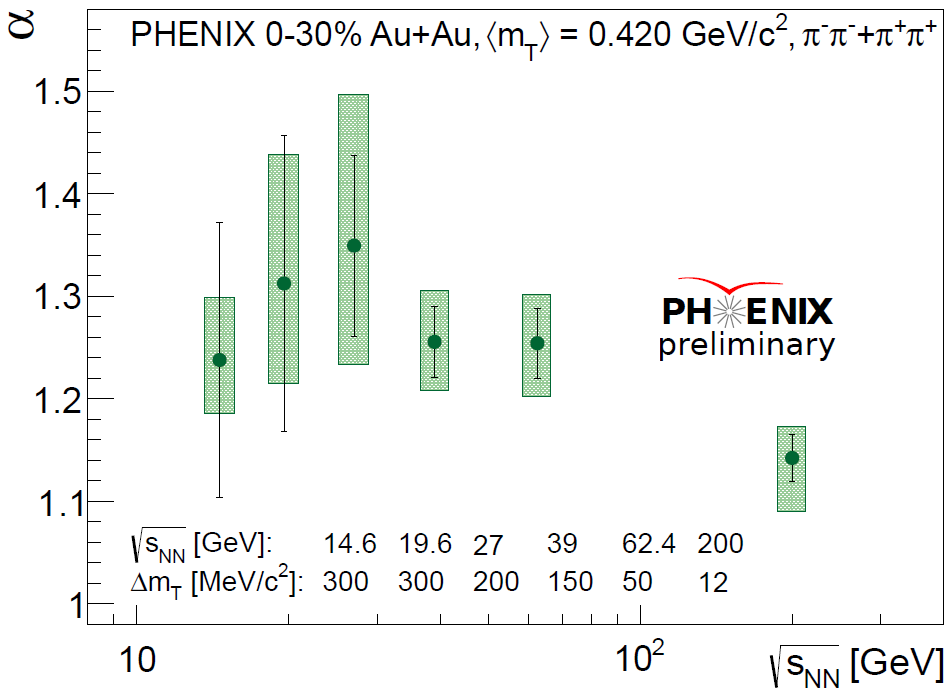 α
PHENIX 0-30% Au+Au, ⟨m_T⟩ = 0.420 GeV/c², π⁻π⁻+π⁺π⁺
1.5
1.4
1.3
1.2
1.1
1
PHENIX
preliminary
√s_NN [GeV]: 14.6 19.6 27 39 62.4 200
Δm_T [MeV/c²]: 300 300 200 150 50 12
10 10² √s_NN [GeV]